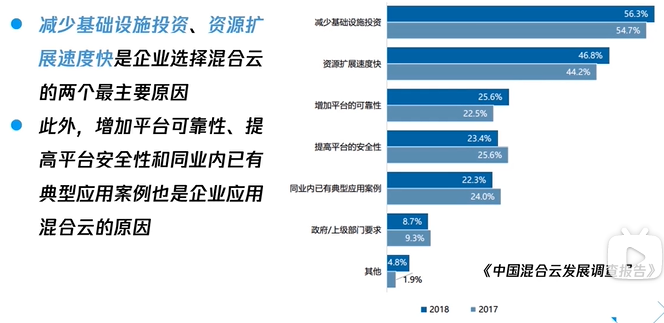 减少基础设施投资、资源扩
展速度快是企业选择混合云
的两个最主要原因
此外，增加平台可靠性、提
高平台安全性和同业内已有
典型应用案例也是企业应用
混合云的原因
减少基础设施投资
56.3%
54.7%
资源扩展速度快
46.8%
44.2%
增加平台的可靠性
25.6%
22.5%
提高平台的安全性
23.4%
25.6%
同业内已有典型应用案例
22.3%
24.0%
政府/上级部门要求
8.7%
9.3%
其他
4.8%
1.9%
《中国混合云发展调查报告》
2018
2017